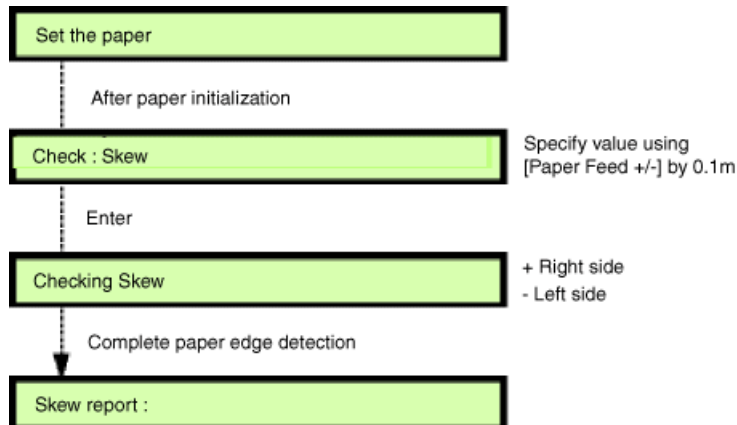 Set the paper
After paper initialization
Check : Skew
Specify value using
[Paper Feed +/-] by 0.1m
Enter
Checking Skew
+ Right side
- Left side
Complete paper edge detection
Skew report :